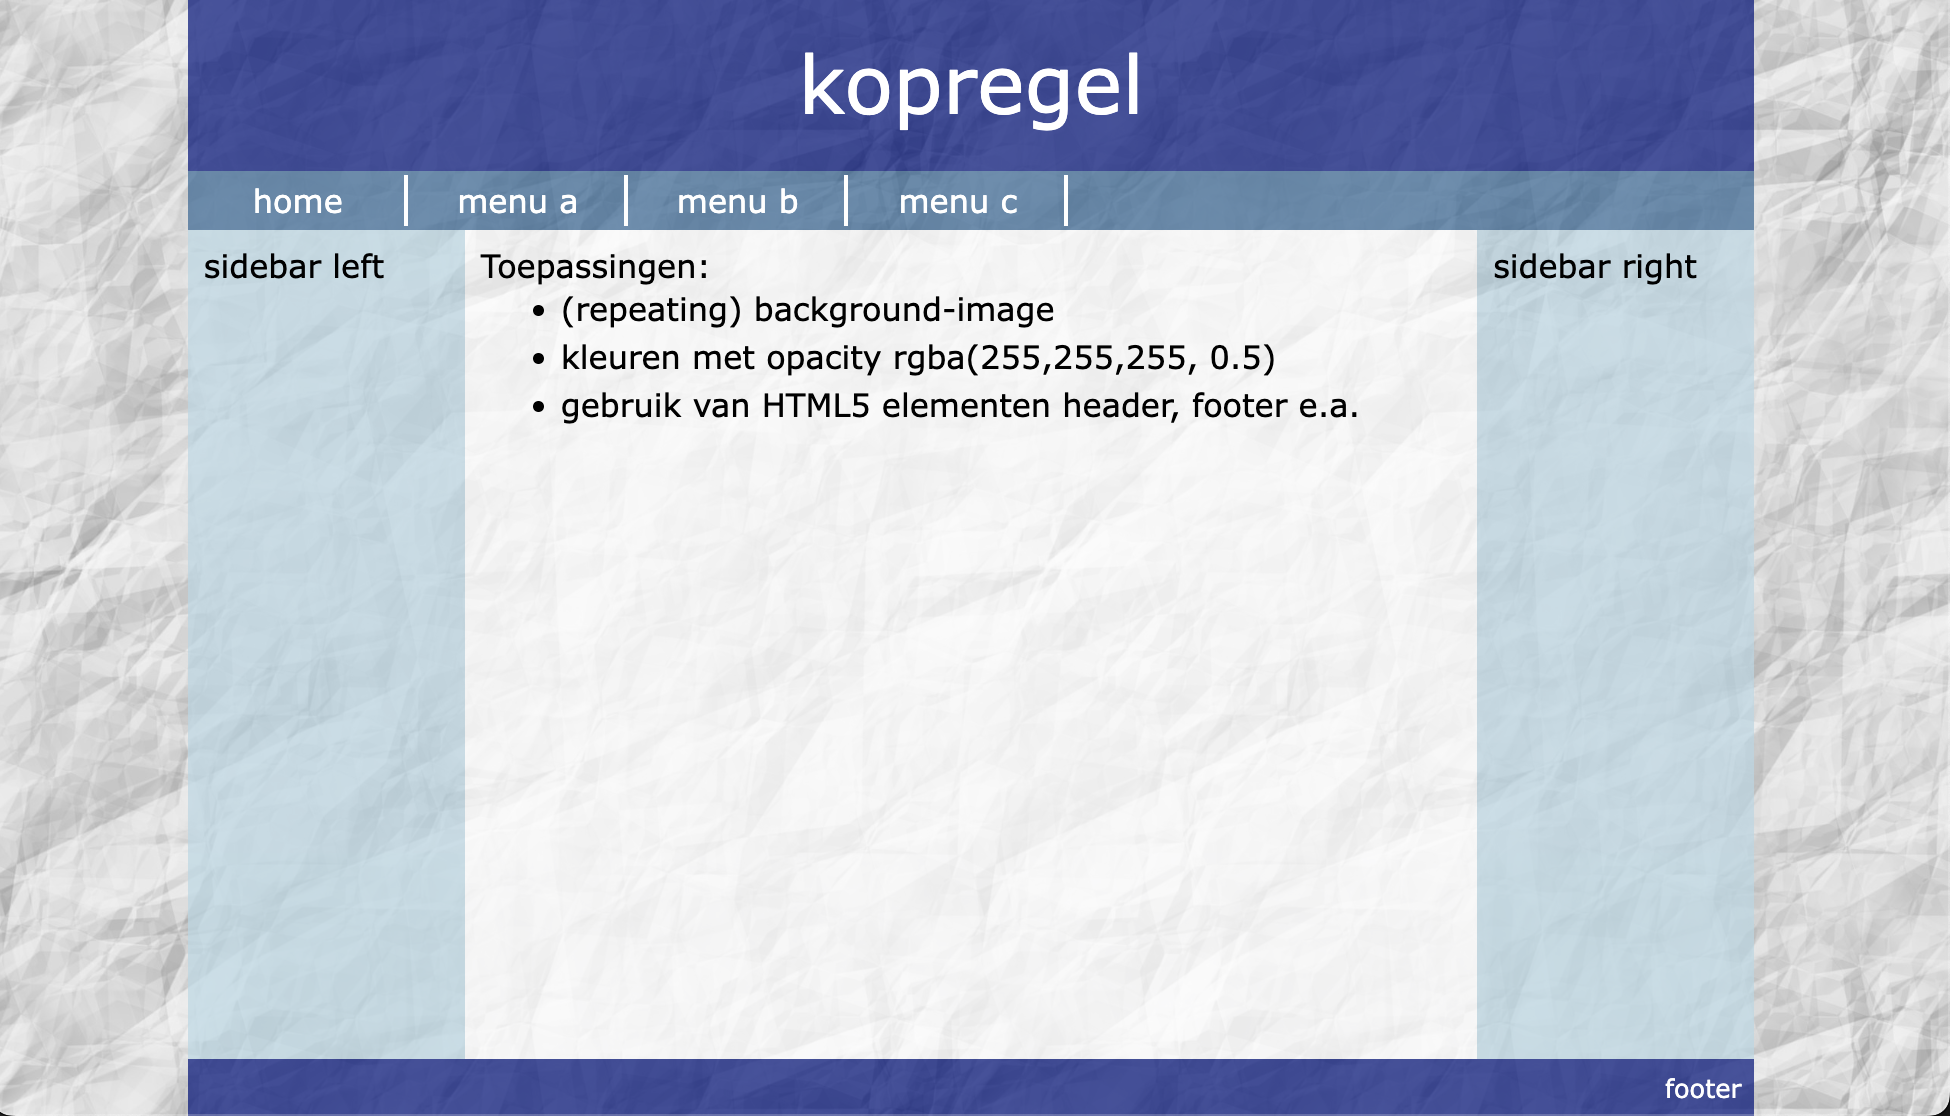 kopregel
home menu a menu b menu c
sidebar left
Toepassingen:
• (repeating) background-image
• kleuren met opacity rgba(255,255,255, 0.5)
• gebruik van HTML5 elementen header, footer e.a.
sidebar right
footer